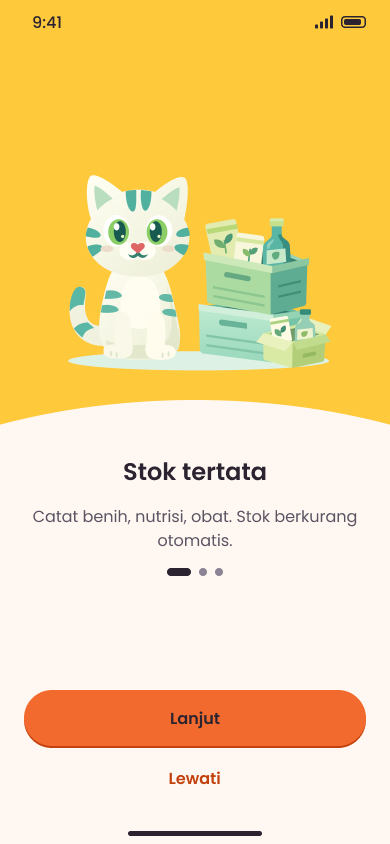 9:41
Stok tertata
Catat benih, nutrisi, obat. Stok berkurang
otomatis.
Lanjut
Lewati